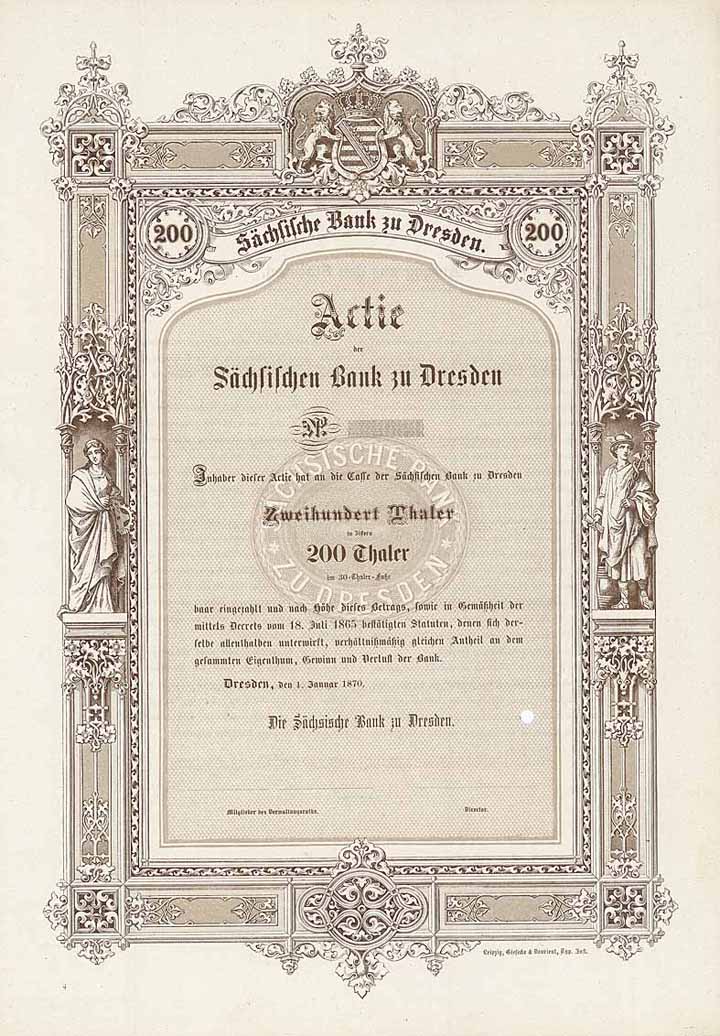 200
Sächsische Bank zu Dresden.
200
Actie
der
Sächsischen Bank zu Dresden
№
SÄCHSISCHE BANK
Inhaber dieser Actie hat an die Casse der Sächsischen Bank zu Dresden
Zweihundert Thaler
in Ziffern
200 Thaler
im 30-Thaler-Fuße
ZU DRESDEN
baar eingezahlt und nach Höhe dieses Betrags, sowie in Gemäßheit der
mittels Decrets vom 18. Juli 1865 bestätigten Statuten, denen sich der-
selbe allenthalben unterwirft, verhältnißmäßig gleichen Antheil an dem
gesammten Eigenthum, Gewinn und Verlust der Bank.
Dresden, den 1. Januar 1870.
Die Sächsische Bank zu Dresden.
Mitglieder des Verwaltungsraths.
Director.
Leipzig, Giesecke & Devrient, Typ. Inst.